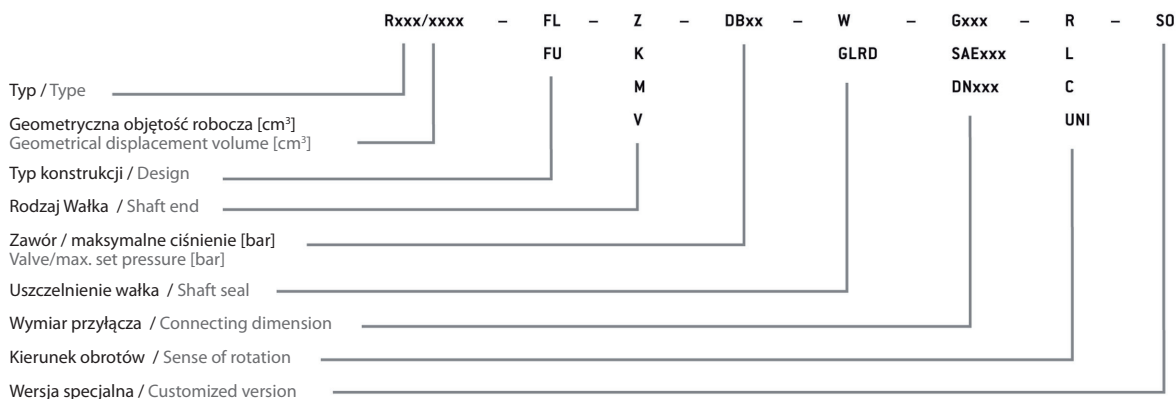 Rxxx/xxxx – FL – Z – DBxx – W – Gxxx – R – SO
FU K GLRD SAExxx L
M DNxxx C
V UNI
Typ / Type
Geometryczna objętość robocza [cm³]
Geometrical displacement volume [cm³]
Typ konstrukcji / Design
Rodzaj Wałka / Shaft end
Zawór / maksymalne ciśnienie [bar]
Valve/max. set pressure [bar]
Uszczelnienie wałka / Shaft seal
Wymiar przyłącza / Connecting dimension
Kierunek obrotów / Sense of rotation
Wersja specjalna / Customized version